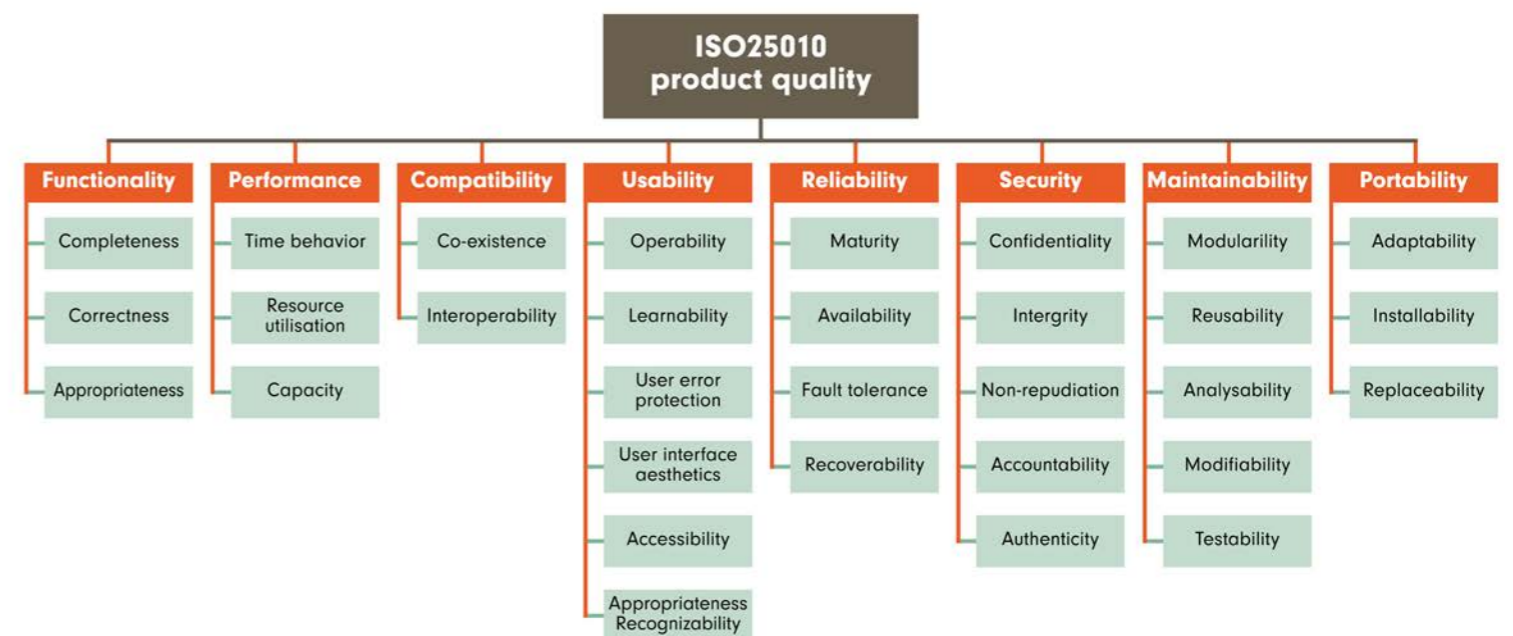 ISO25010
product quality
Functionality
Completeness
Correctness
Appropriateness
Performance
Time behavior
Resource
utilisation
Capacity
Compatibility
Co-existence
Interoperability
Usability
Operability
Learnability
User error
protection
User interface
aesthetics
Accessibility
Appropriateness
Recognizability
Reliability
Maturity
Availability
Fault tolerance
Recoverability
Security
Confidentiality
Intergrity
Non-repudiation
Accountability
Authenticity
Maintainability
Modularility
Reusability
Analysability
Modifiability
Testability
Portability
Adaptability
Installability
Replaceability